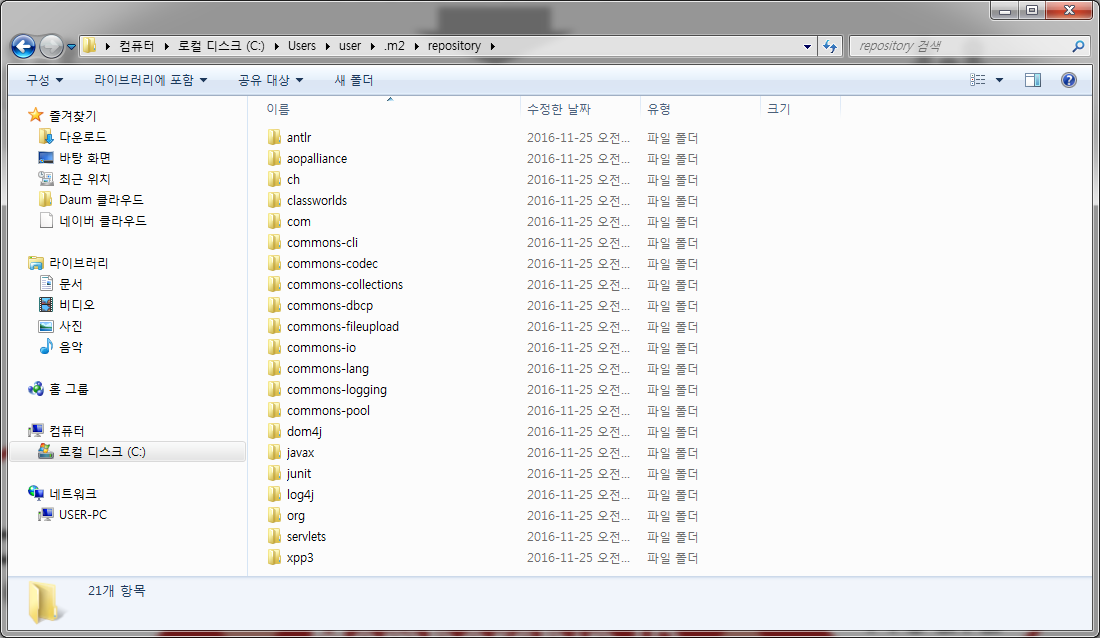 컴퓨터 로컬 디스크 (C:) Users user .m2 repository
repository 검색
구성 라이브러리에 포함 공유 대상 새 폴더
즐겨찾기
다운로드
바탕 화면
최근 위치
Daum 클라우드
네이버 클라우드
라이브러리
문서
비디오
사진
음악
홈 그룹
컴퓨터
로컬 디스크 (C:)
네트워크
USER-PC
이름 수정한 날짜 유형 크기
antlr 2016-11-25 오전... 파일 폴더
aopalliance 2016-11-25 오전... 파일 폴더
ch 2016-11-25 오전... 파일 폴더
classworlds 2016-11-25 오전... 파일 폴더
com 2016-11-25 오전... 파일 폴더
commons-cli 2016-11-25 오전... 파일 폴더
commons-codec 2016-11-25 오전... 파일 폴더
commons-collections 2016-11-25 오전... 파일 폴더
commons-dbcp 2016-11-25 오전... 파일 폴더
commons-fileupload 2016-11-25 오전... 파일 폴더
commons-io 2016-11-25 오전... 파일 폴더
commons-lang 2016-11-25 오전... 파일 폴더
commons-logging 2016-11-25 오전... 파일 폴더
commons-pool 2016-11-25 오전... 파일 폴더
dom4j 2016-11-25 오전... 파일 폴더
javax 2016-11-25 오전... 파일 폴더
junit 2016-11-25 오전... 파일 폴더
log4j 2016-11-25 오전... 파일 폴더
org 2016-11-25 오전... 파일 폴더
servlets 2016-11-25 오전... 파일 폴더
xpp3 2016-11-25 오전... 파일 폴더
21개 항목